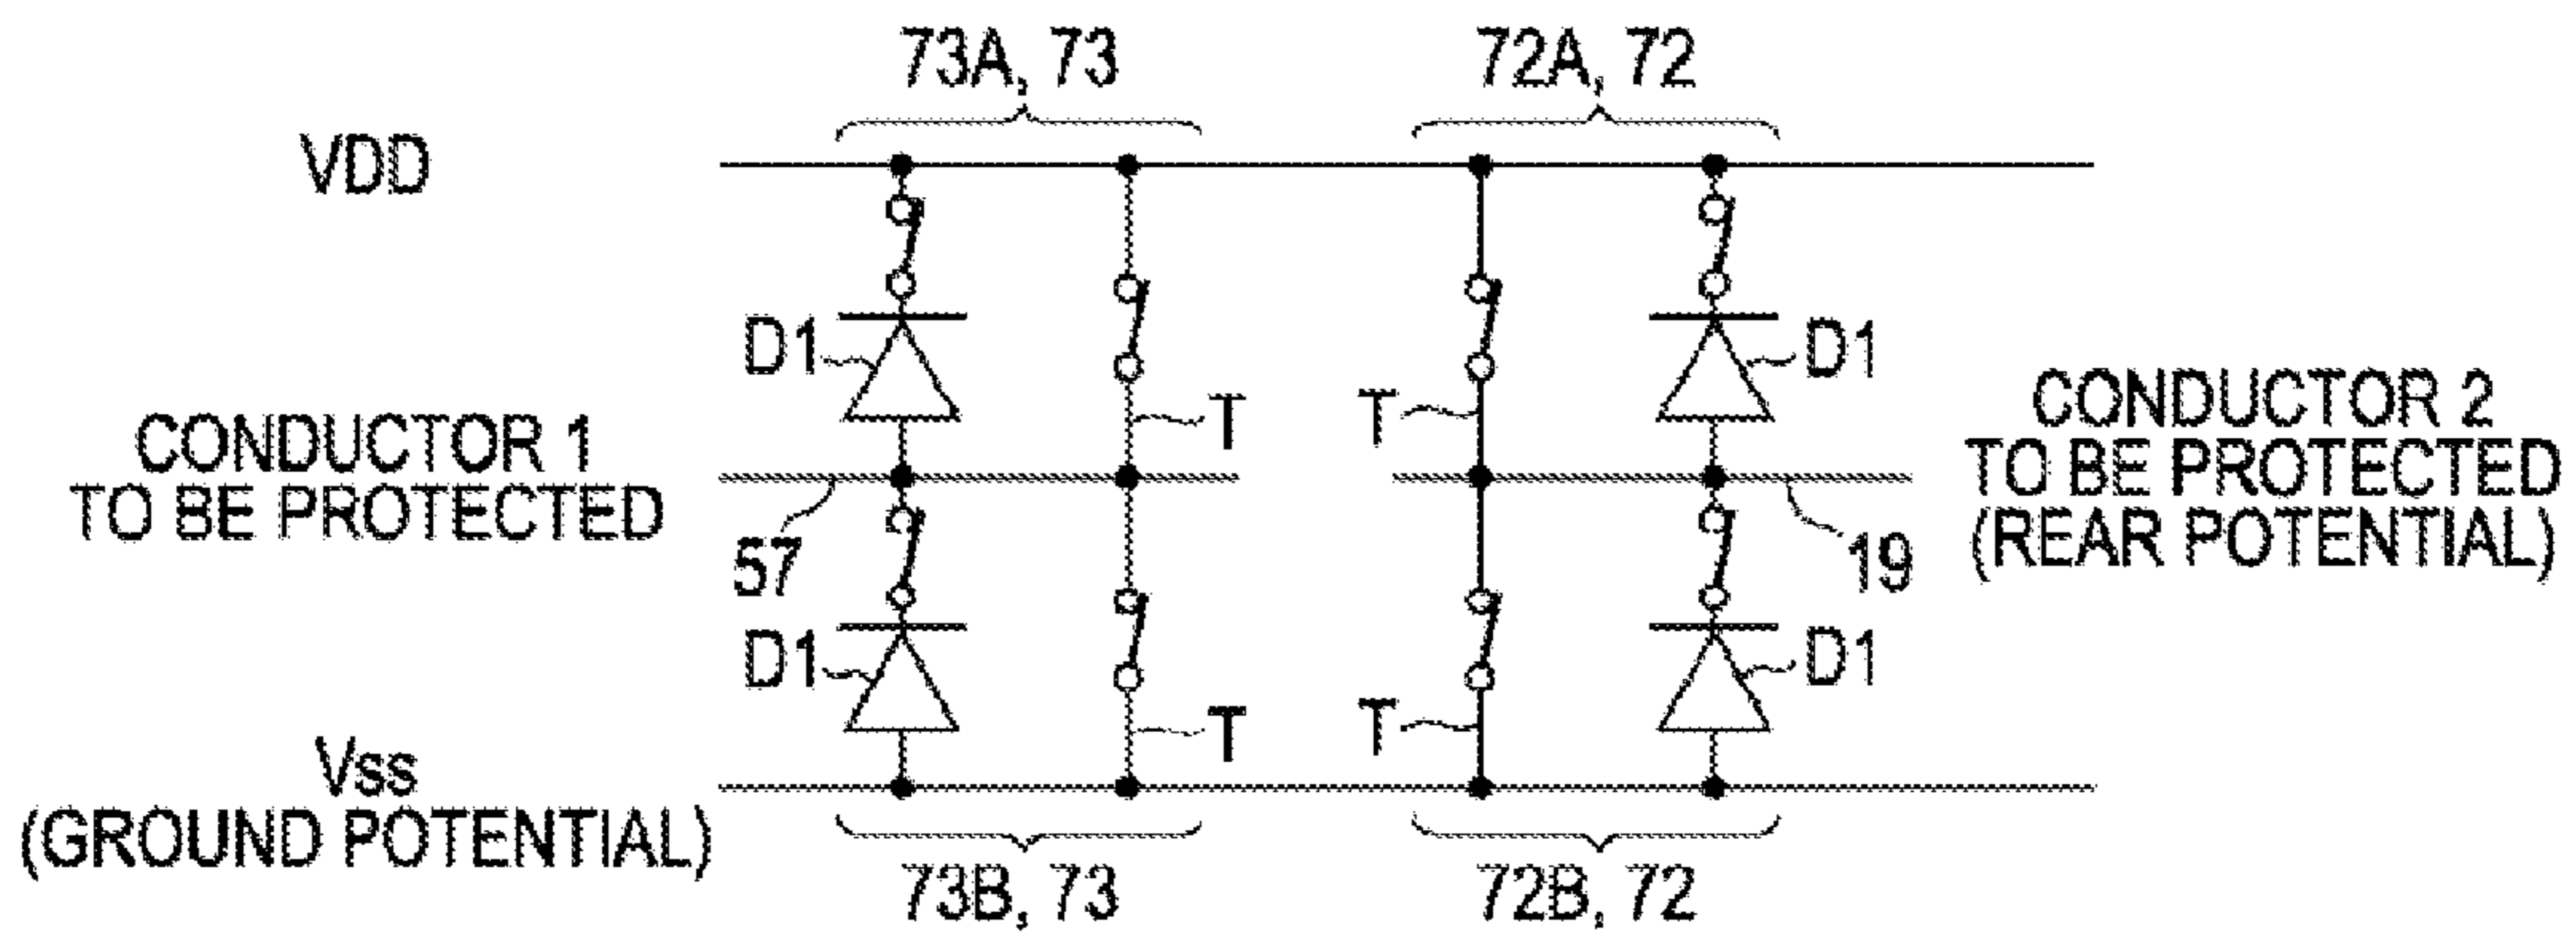 73A, 73
72A, 72
VDD
D1
T
T
D1
CONDUCTOR 1
TO BE PROTECTED
CONDUCTOR 2
TO BE PROTECTED
(REAR POTENTIAL)
57
19
D1
T
T
D1
Vss
(GROUND POTENTIAL)
73B, 73
72B, 72